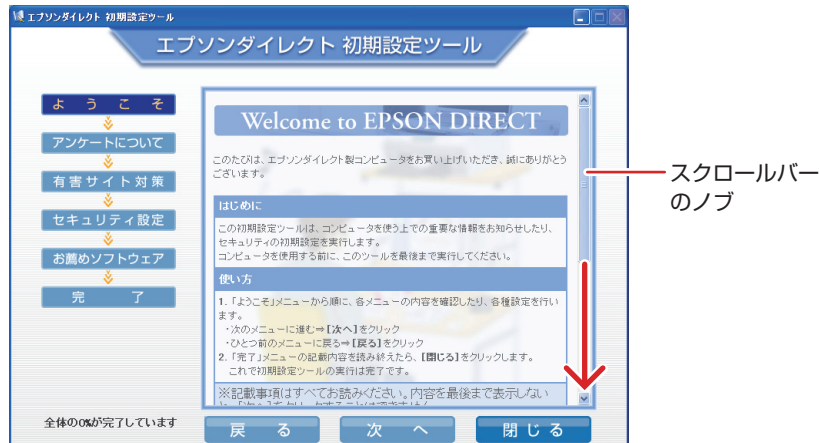 エプソンダイレクト 初期設定ツール
エプソンダイレクト 初期設定ツール
ようこそ
アンケートについて
有害サイト対策
セキュリティ設定
お薦めソフトウェア
完了
Welcome to EPSON DIRECT
このたびは、エプソンダイレクト製コンピュータをお買い上げいただき、誠にありがとう
ございます。
はじめに
この初期設定ツールは、コンピュータを使う上での重要な情報をお知らせしたり、
セキュリティの初期設定を実行します。
コンピュータを使用する前に、このツールを最後まで実行してください。
使い方
1. 「ようこそ」メニューから順に、各メニューの内容を確認したり、各種設定を行い
ます。
・次のメニューに進む⇒【次へ】をクリック
・ひとつ前のメニューに戻る⇒【戻る】をクリック
2. 「完了」メニューの記載内容を読み終えたら、【閉じる】をクリックします。
これで初期設定ツールの実行は完了です。
※記載事項はすべてお読みください。内容を最後まで表示しない
スクロールバー
のノブ
全体の0%が完了しています
戻る
次へ
閉じる